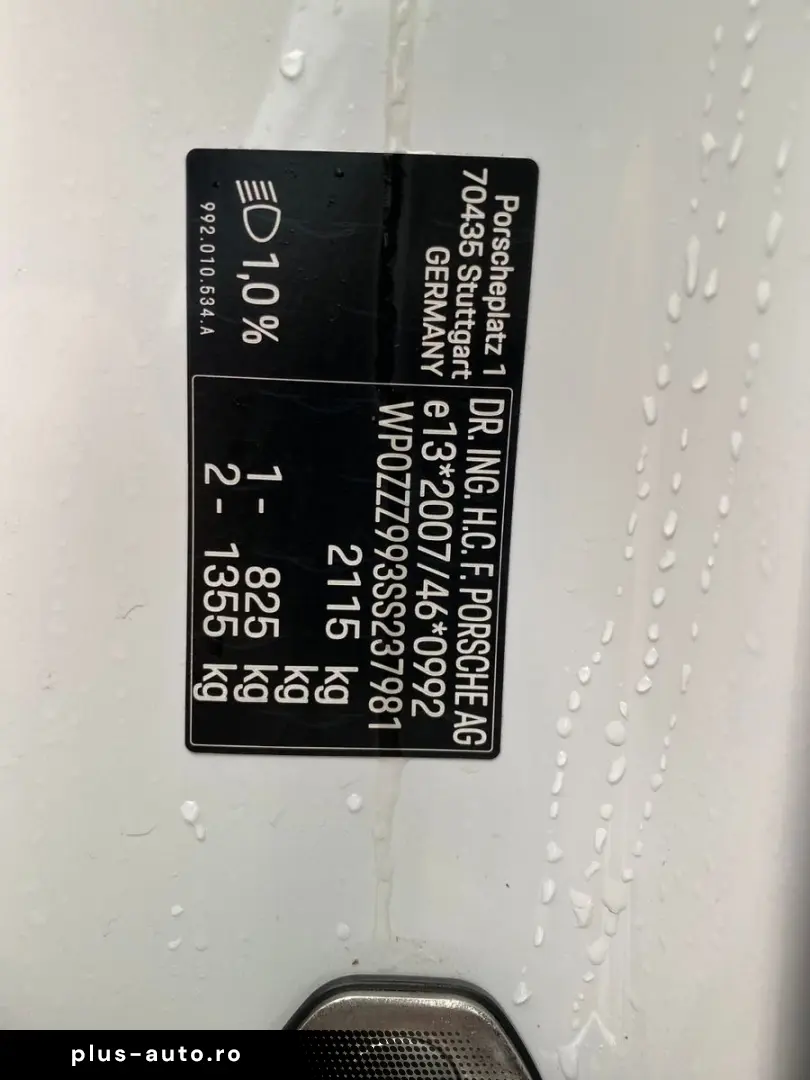 Porscheplatz 1
70435 Stuttgart
GERMANY
1,0 %
992.010.534.A
DR. ING. H.C. F. PORSCHE AG
e13*2007/46*0992
WP0ZZZ993SS237981
2115 kg
kg
1 - 825 kg
2 - 1355 kg
plus-auto.ro